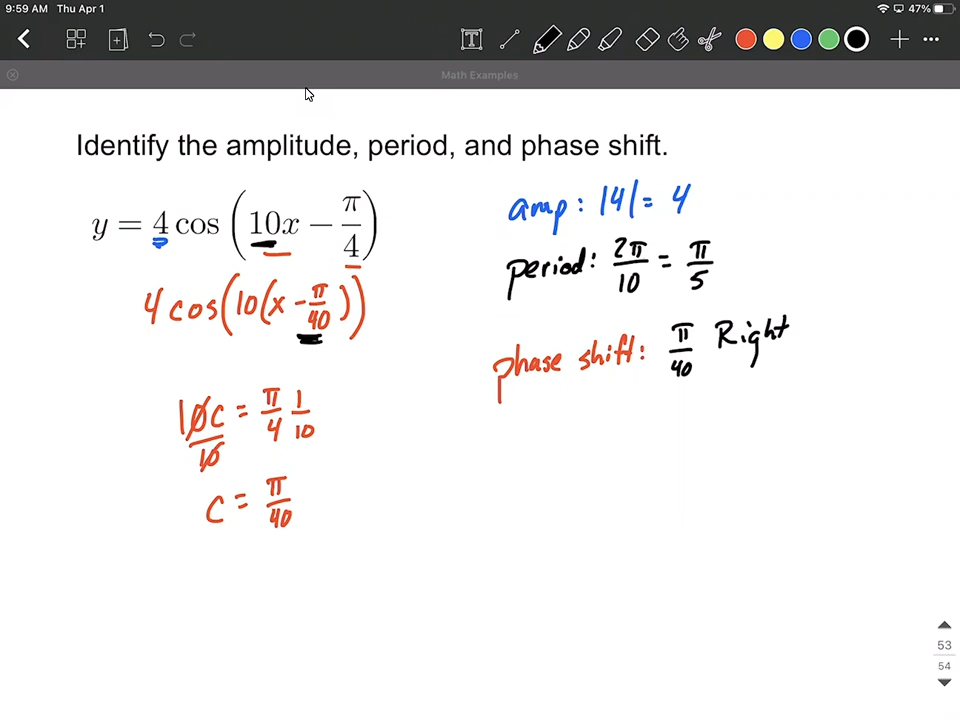 9:59 AM Thu Apr 1 47%
Math Examples
Identify the amplitude, period, and phase shift.
y = 4 cos (10x − π/4)
4 cos(10(x − π/40))
10c/10 = π/4 1/10
c = π/40
amp: |4| = 4
period: 2π/10 = π/5
phase shift: π/40 Right
53
54